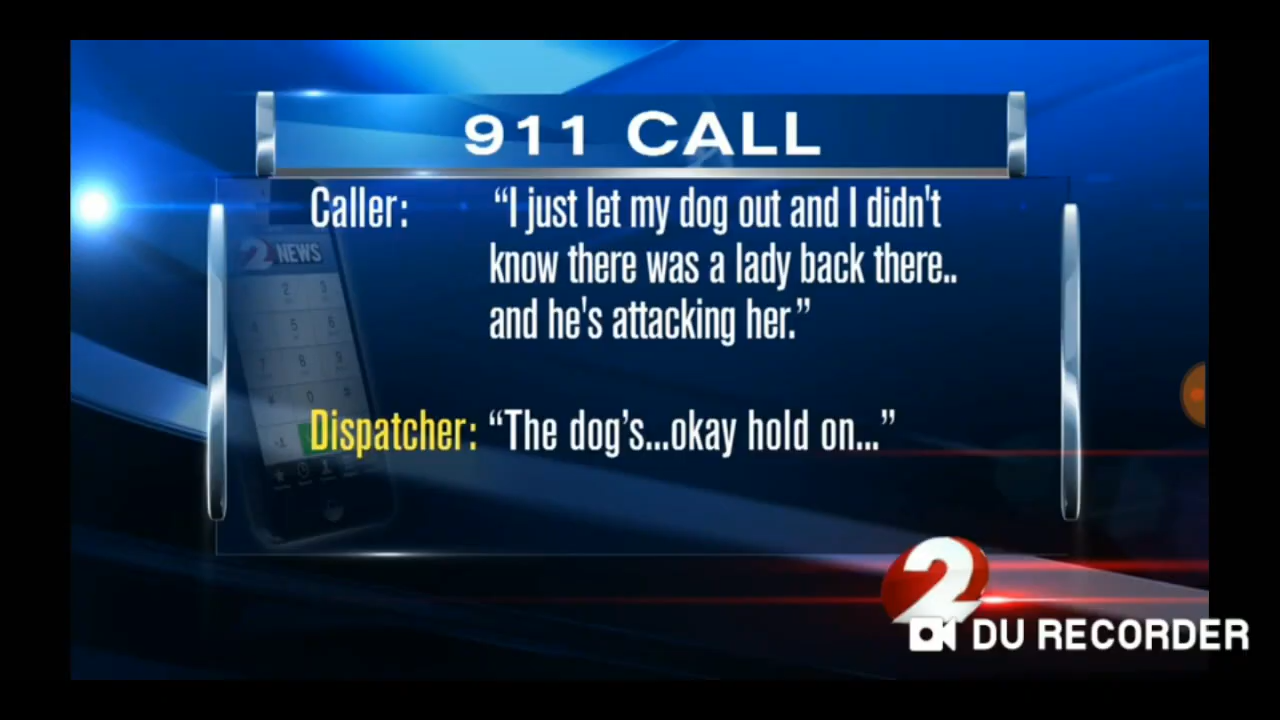 911 CALL
Caller: “I just let my dog out and I didn't
know there was a lady back there..
and he's attacking her.”
2 NEWS
Dispatcher: “The dog’s...okay hold on...”
2
DU RECORDER